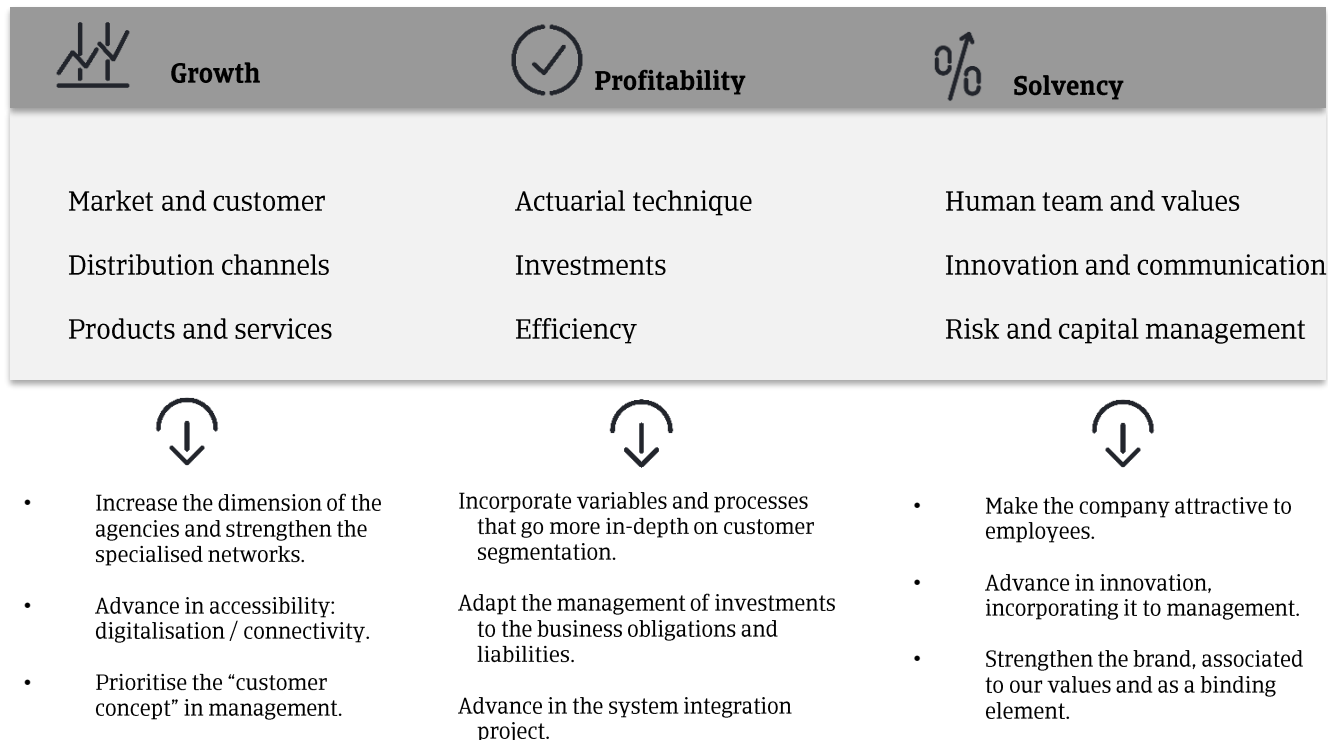 Growth
Profitability
Solvency
Market and customer
Distribution channels
Products and services
Actuarial technique
Investments
Efficiency
Human team and values
Innovation and communication
Risk and capital management
• Increase the dimension of the
agencies and strengthen the
specialised networks.
• Advance in accessibility:
digitalisation / connectivity.
• Prioritise the “customer
concept” in management.
Incorporate variables and processes
that go more in-depth on customer
segmentation.
Adapt the management of investments
to the business obligations and
liabilities.
Advance in the system integration
project.
• Make the company attractive to
employees.
• Advance in innovation,
incorporating it to management.
• Strengthen the brand, associated
to our values and as a binding
element.